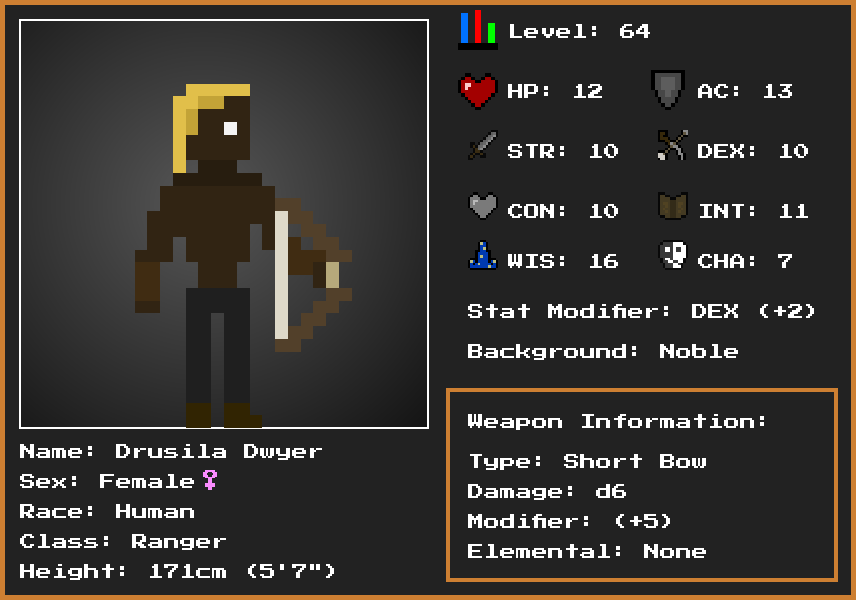 Level: 64
HP: 12 AC: 13
STR: 10 DEX: 10
CON: 10 INT: 11
WIS: 16 CHA: 7
Stat Modifier: DEX (+2)
Background: Noble
Weapon Information:
Type: Short Bow
Damage: d6
Modifier: (+5)
Elemental: None
Name: Drusila Dwyer
Sex: Female♀
Race: Human
Class: Ranger
Height: 171cm (5'7")